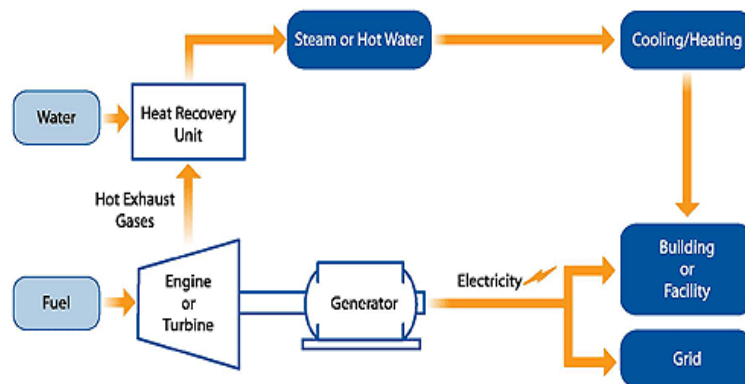 Steam or Hot Water
Cooling/Heating
Water
Heat Recovery
Unit
Hot Exhaust
Gases
Fuel
Engine
or
Turbine
Generator
Electricity
Building
or
Facility
Grid